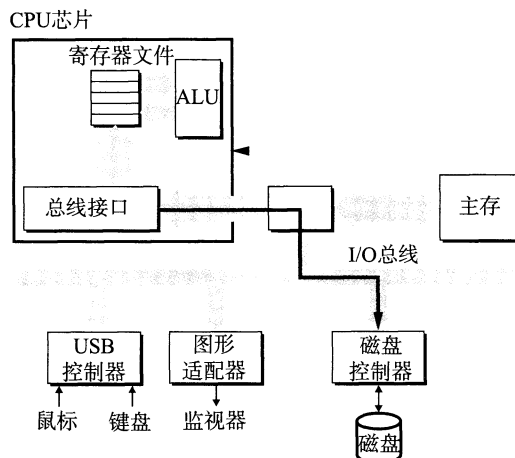 CPU芯片
寄存器文件
ALU
总线接口
主存
I/O总线
USB
控制器
图形
适配器
磁盘
控制器
鼠标
键盘
监视器
磁盘